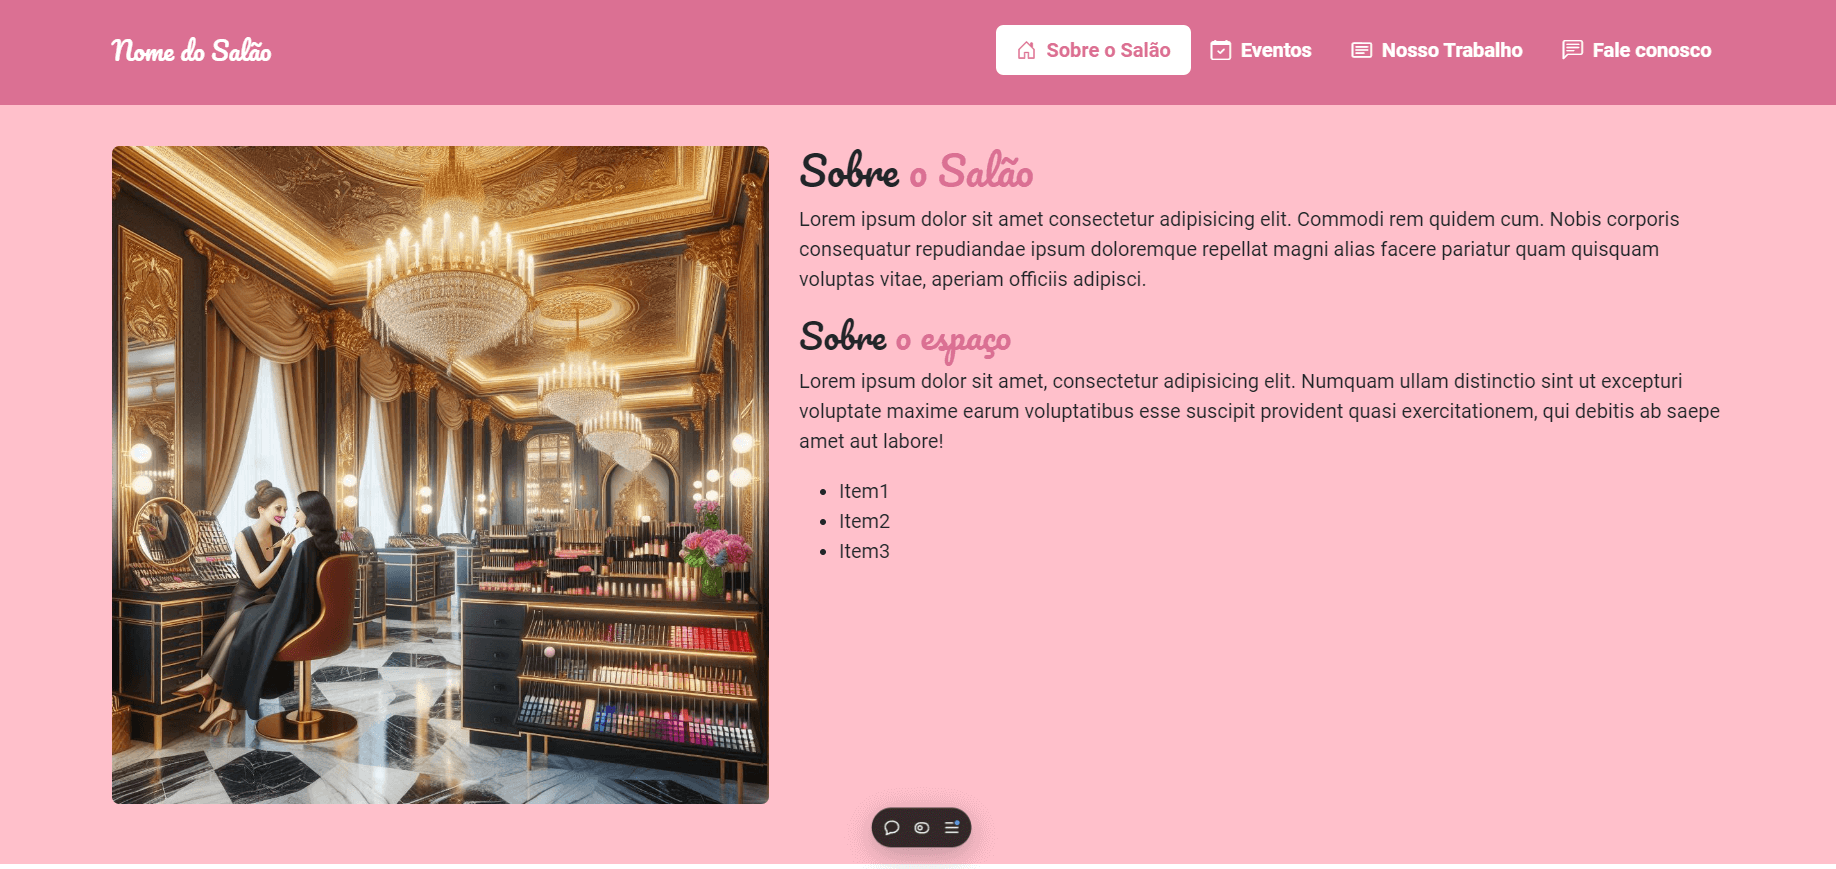 Nome do Salão
Sobre o Salão
Eventos
Nosso Trabalho
Fale conosco
Sobre o Salão
Lorem ipsum dolor sit amet consectetur adipisicing elit. Commodi rem quidem cum. Nobis corporis
consequatur repudiandae ipsum doloremque repellat magni alias facere pariatur quam quisquam
voluptas vitae, aperiam officiis adipisci.
Sobre o espaço
Lorem ipsum dolor sit amet, consectetur adipisicing elit. Numquam ullam distinctio sint ut excepturi
voluptate maxime earum voluptatibus esse suscipit provident quasi exercitationem, qui debitis ab saepe
amet aut labore!
Item1
Item2
Item3